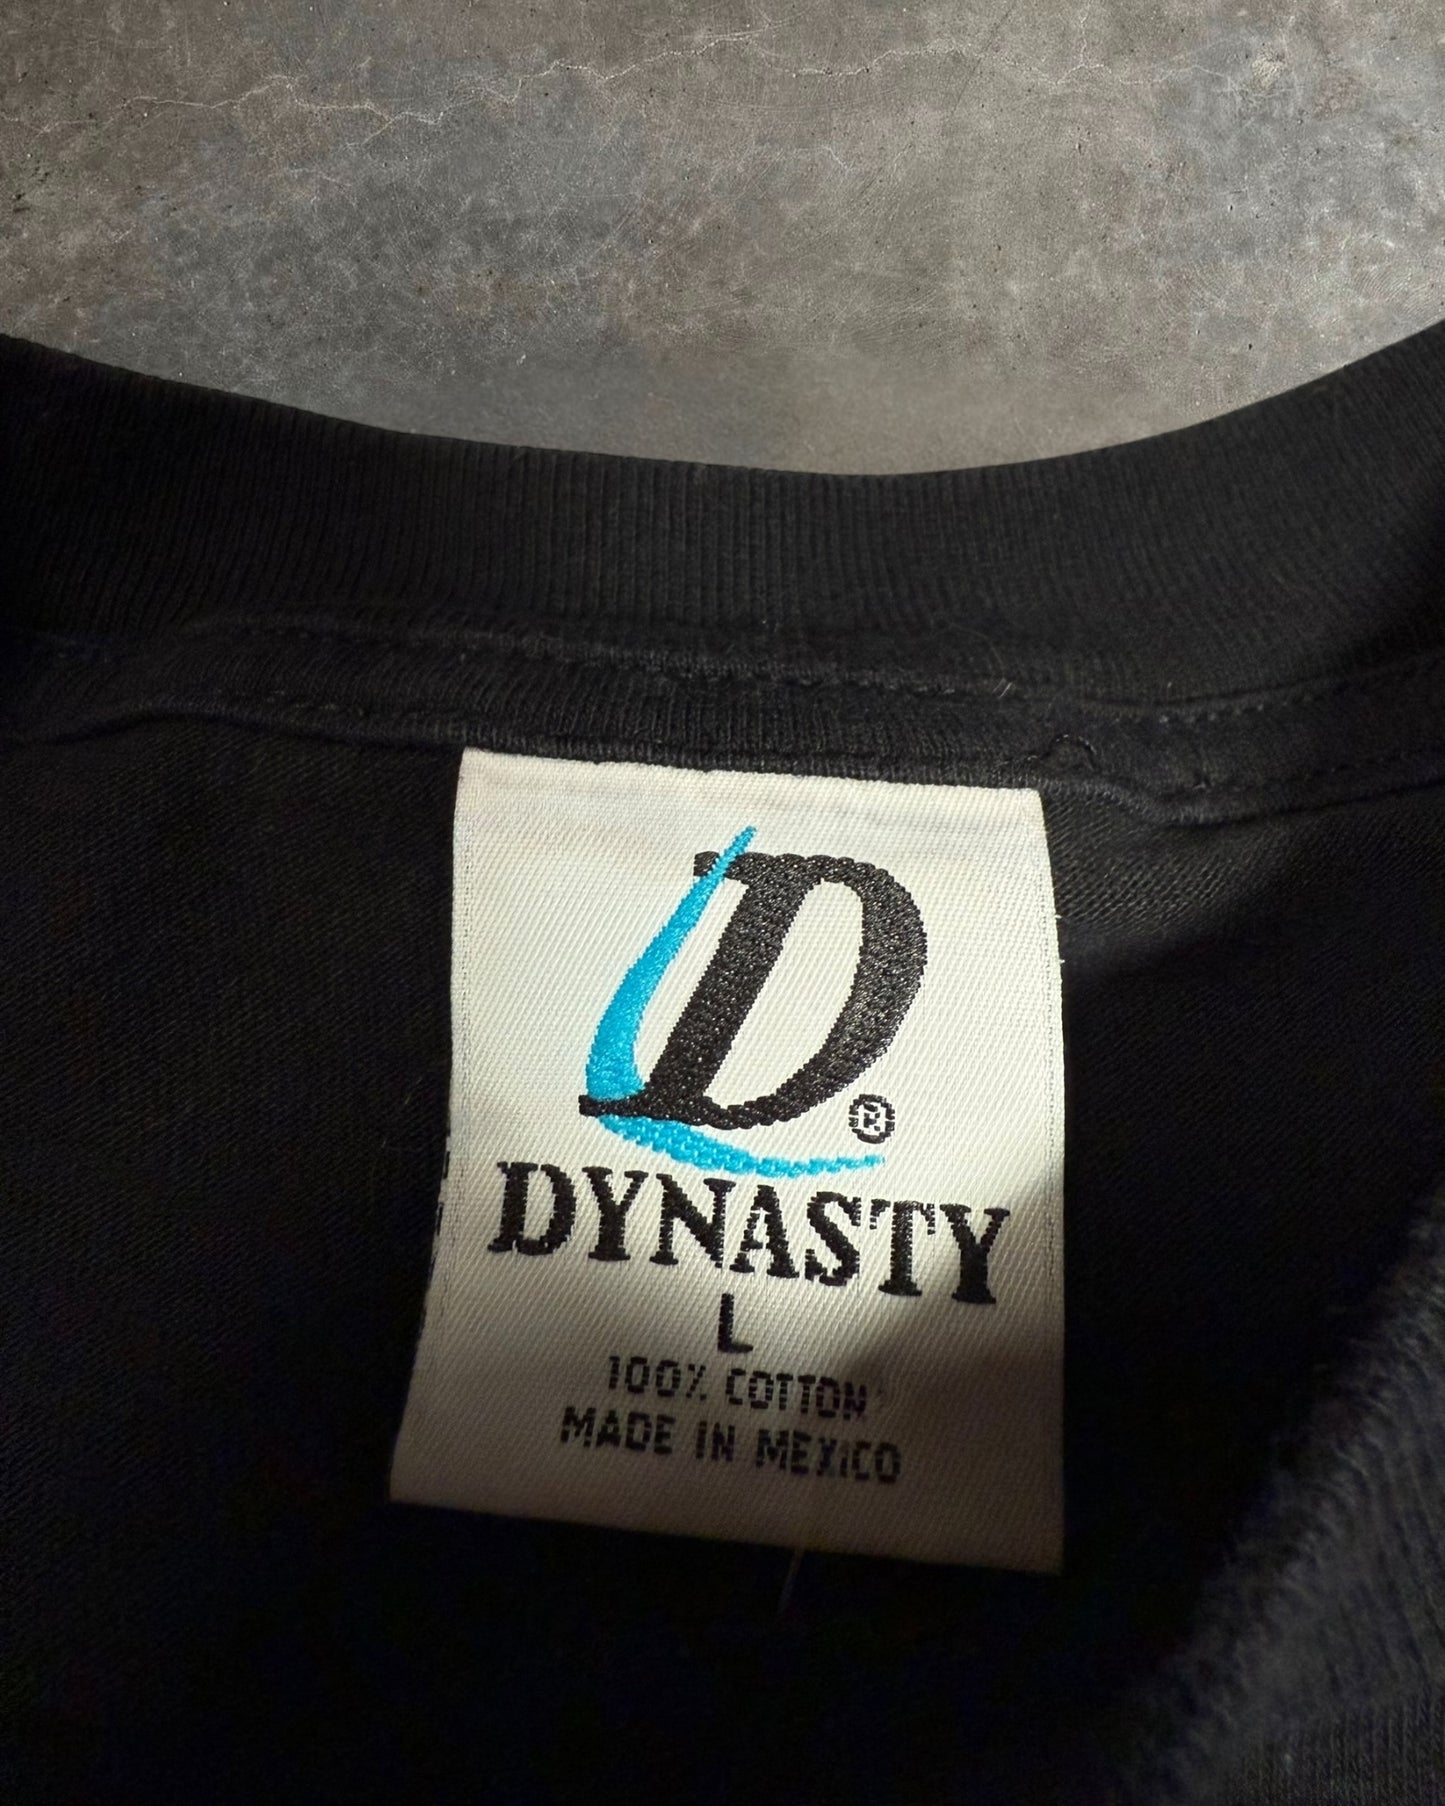 D®
DYNASTY
L
100% COTTON
MADE IN MEXICO